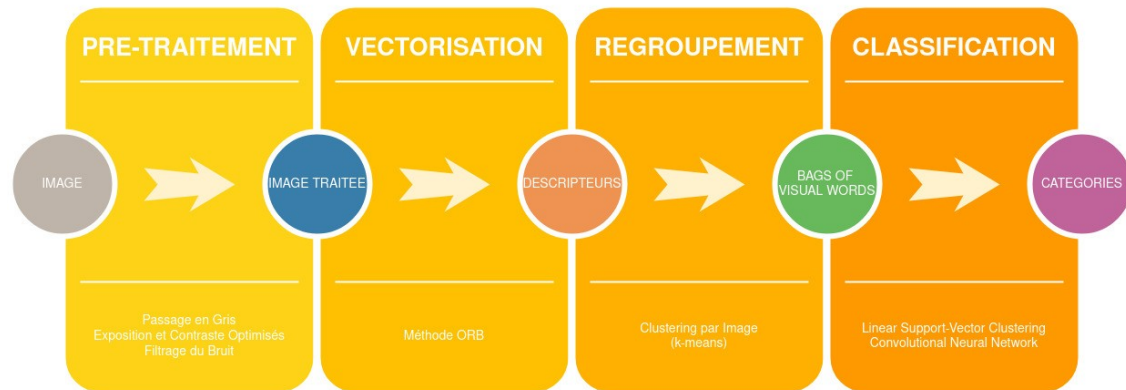 PRE-TRAITEMENT
VECTORISATION
REGROUPEMENT
CLASSIFICATION
IMAGE
IMAGE TRAITEE
DESCRIPTEURS
BAGS OF
VISUAL WORDS
CATEGORIES
Passage en Gris
Exposition et Contraste Optimisés
Filtrage du Bruit
Méthode ORB
Clustering par Image
(k-means)
Linear Support-Vector Clustering
Convolutional Neural Network